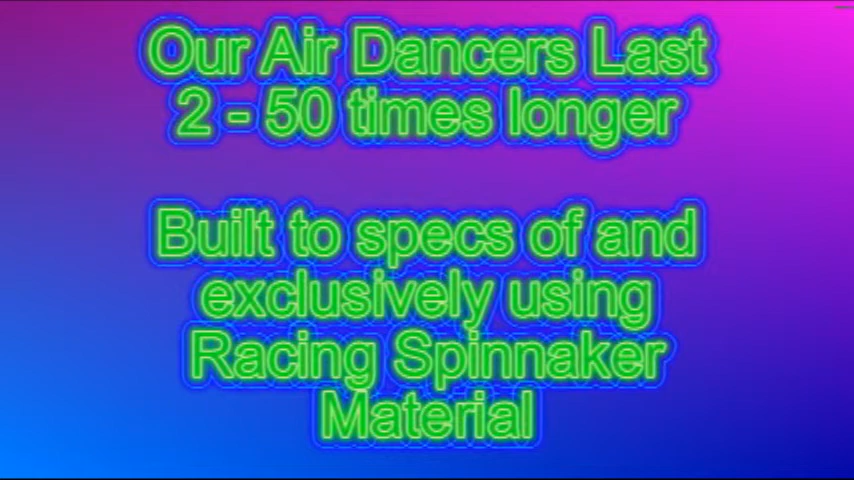 Our Air Dancers Last
2 - 50 times longer
Built to specs of and
exclusively using
Racing Spinnaker
Material